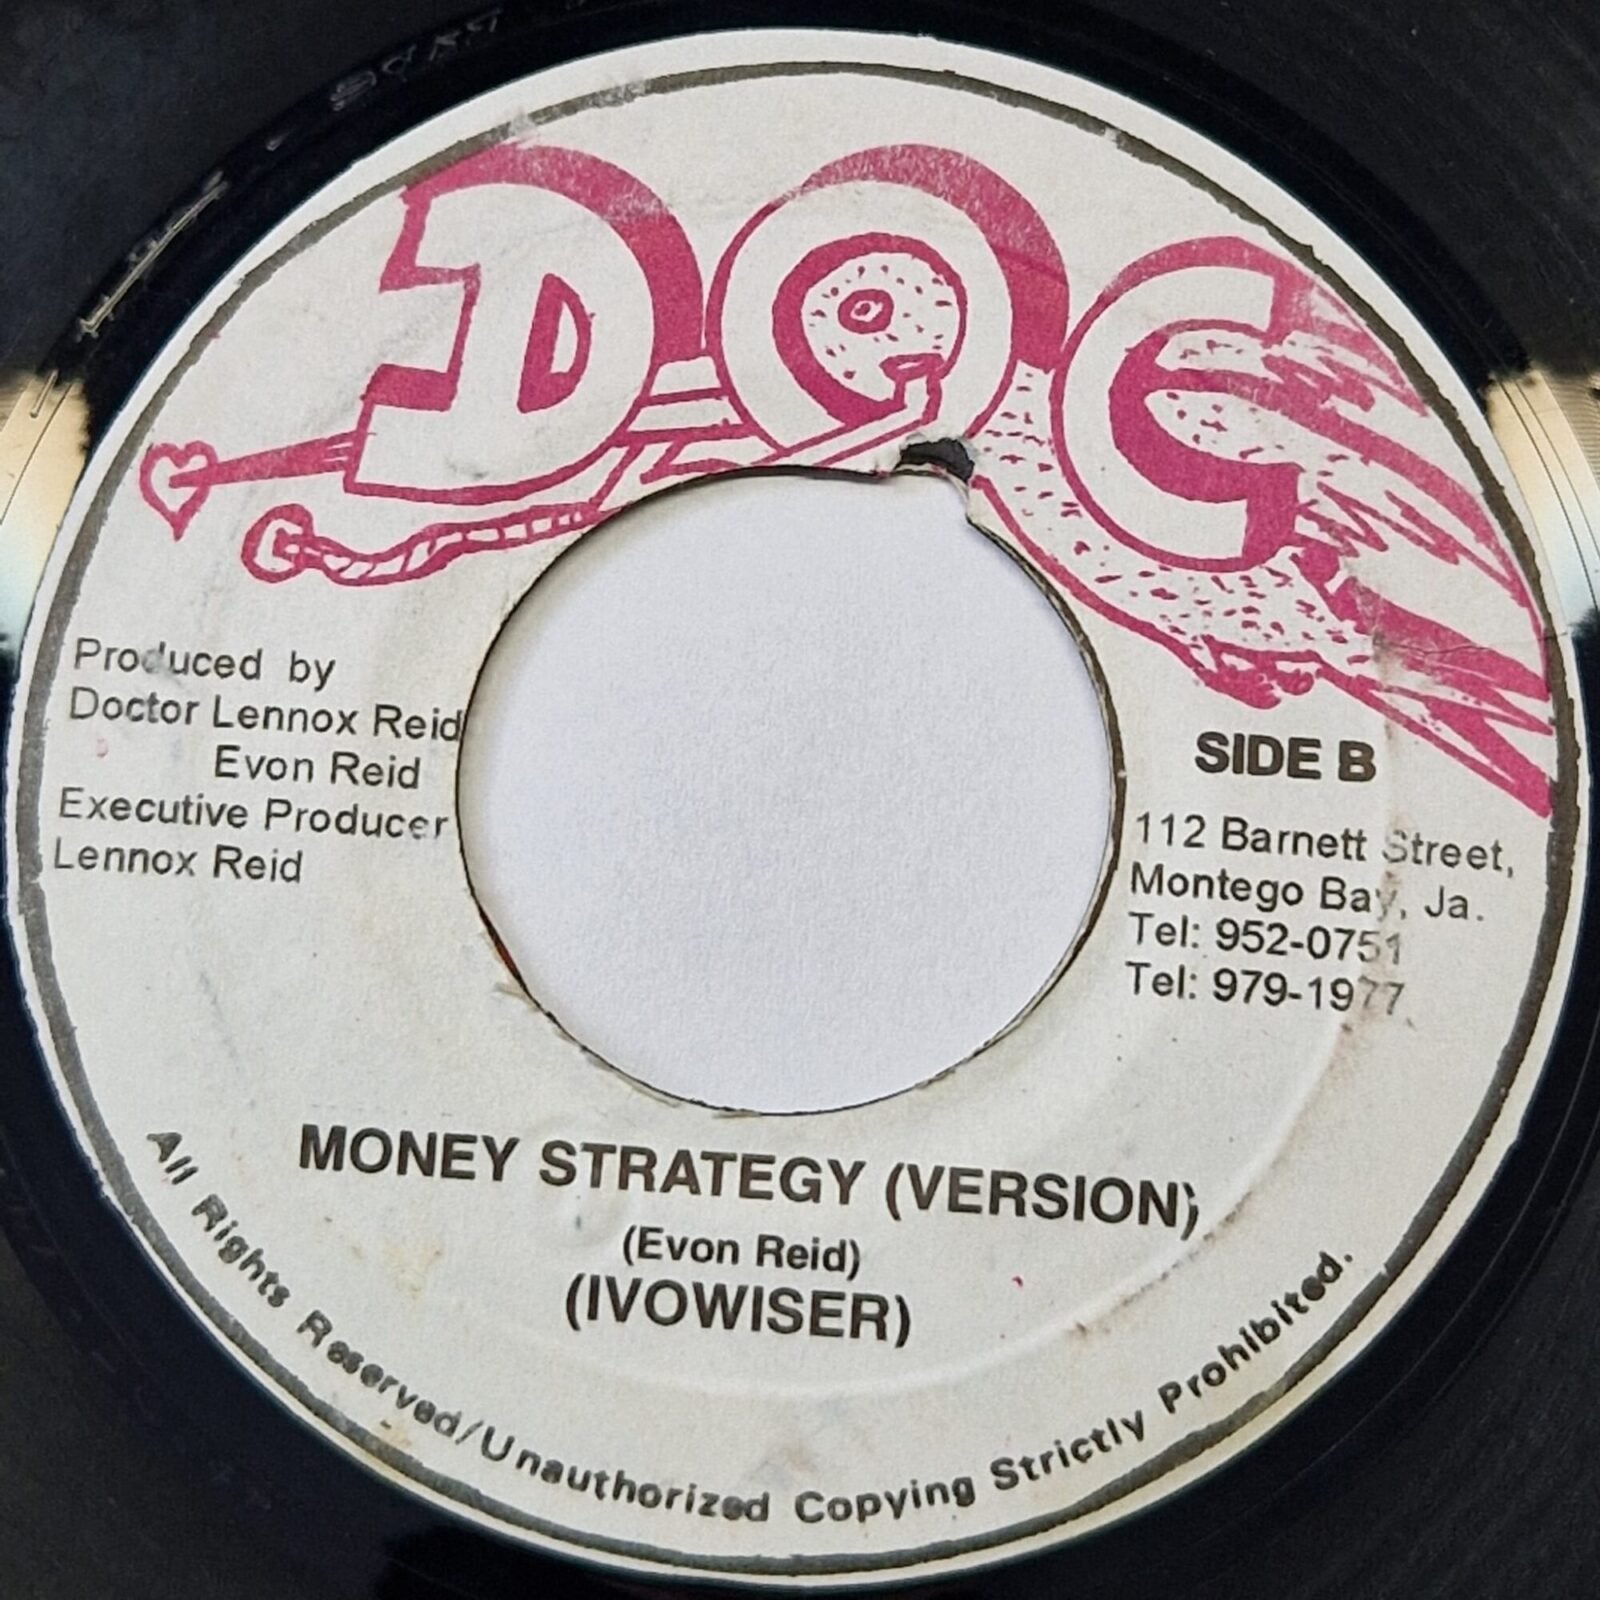 DOC
Produced by
Doctor Lennox Reid
Evon Reid
Executive Producer
Lennox Reid
SIDE B
112 Barnett Street,
Montego Bay, Ja.
Tel: 952-0751
Tel: 979-1977
MONEY STRATEGY (VERSION)
(Evon Reid)
(IVOWISER)
All Rights Reserved/Unauthorized Copying Strictly Prohibited.